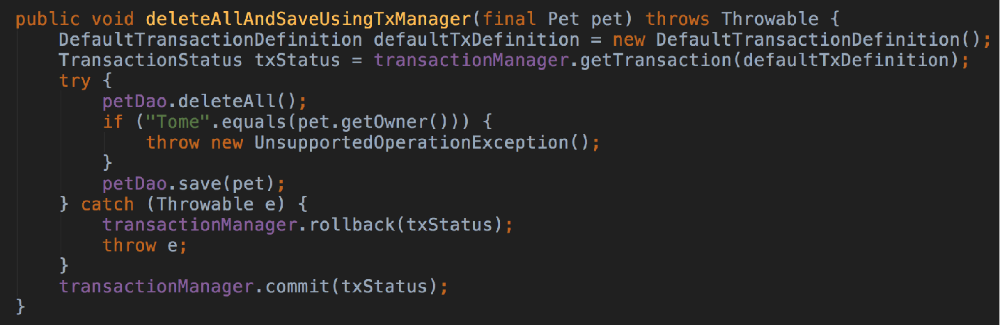 public void deleteAllAndSaveUsingTxManager(final Pet pet) throws Throwable {
    DefaultTransactionDefinition defaultTxDefinition = new DefaultTransactionDefinition();
    TransactionStatus txStatus = transactionManager.getTransaction(defaultTxDefinition);
    try {
        petDao.deleteAll();
        if ("Tome".equals(pet.getOwner())) {
            throw new UnsupportedOperationException();
        }
        petDao.save(pet);
    } catch (Throwable e) {
        transactionManager.rollback(txStatus);
        throw e;
    }
    transactionManager.commit(txStatus);
}